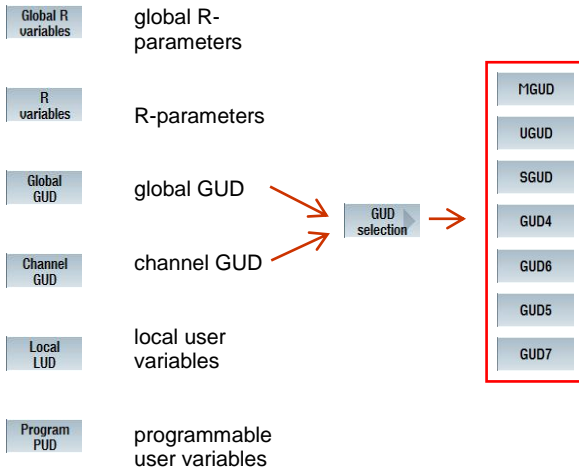 Global R
variables
global R-
parameters
R
variables
R-parameters
Global
GUD
global GUD
Channel
GUD
channel GUD
Local
LUD
local user
variables
Program
PUD
programmable
user variables
GUD
selection
MGUD
UGUD
SGUD
GUD4
GUD6
GUD5
GUD7